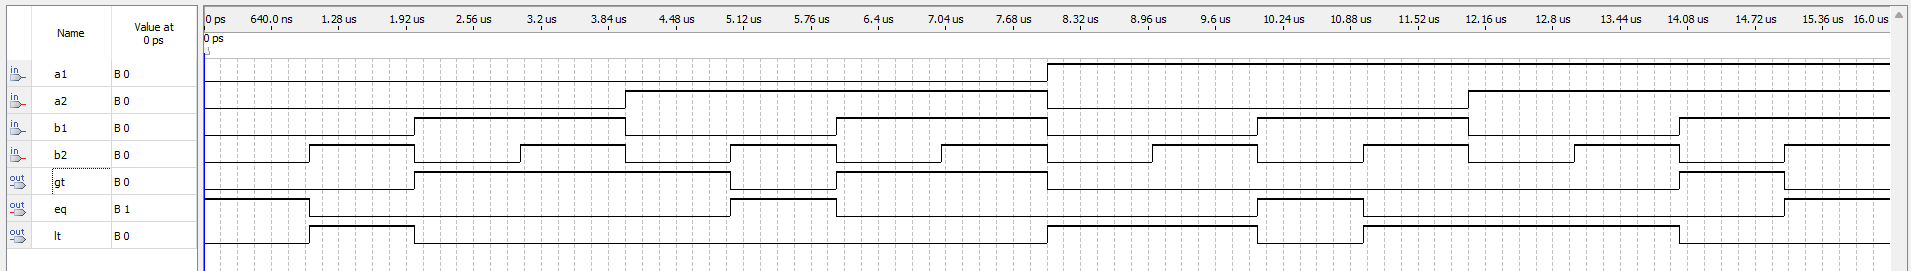 Name
Value at
0 ps
0 ps 640.0 ns 1.28 us 1.92 us 2.56 us 3.2 us 3.84 us 4.48 us 5.12 us 5.76 us 6.4 us 7.04 us 7.68 us 8.32 us 8.96 us 9.6 us 10.24 us 10.88 us 11.52 us 12.16 us 12.8 us 13.44 us 14.08 us 14.72 us 15.36 us 16.0 us
0 ps
in a1 B 0
in a2 B 0
in b1 B 0
in b2 B 0
out gt B 0
out eq B 1
out lt B 0